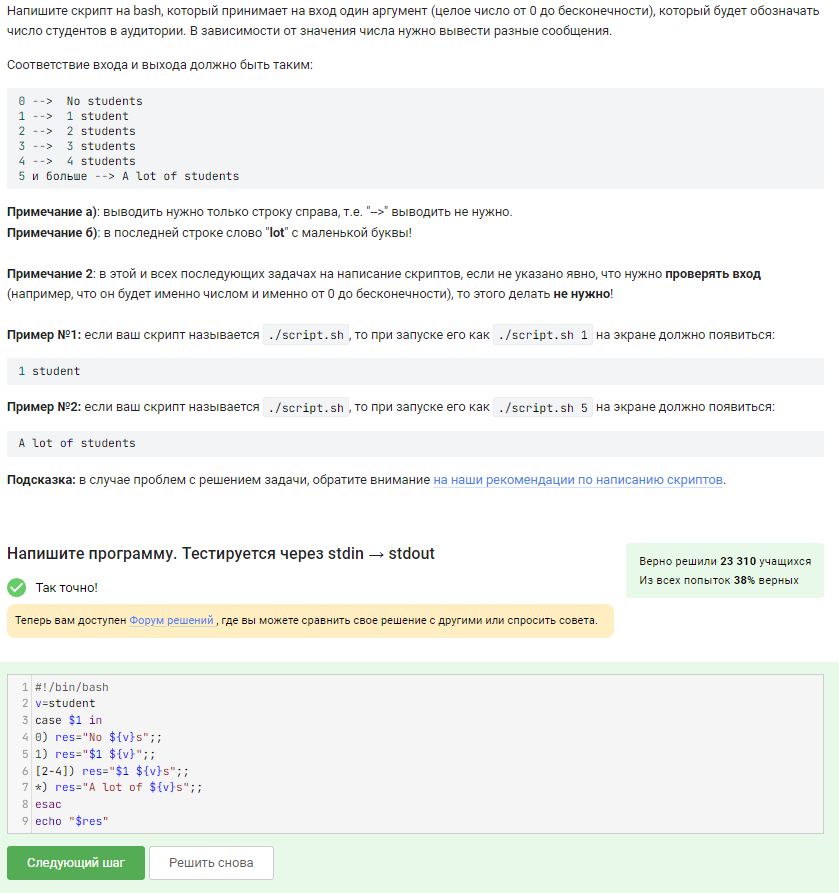 Напишите скрипт на bash, который принимает на вход один аргумент (целое число от 0 до бесконечности), который будет обозначать
число студентов в аудитории. В зависимости от значения числа нужно вывести разные сообщения.
Соответствие входа и выхода должно быть таким:
0 -->  No students
1 -->  1 student
2 -->  2 students
3 -->  3 students
4 -->  4 students
5 и больше --> A lot of students
Примечание а): выводить нужно только строку справа, т.е. "-->" выводить не нужно.
Примечание б): в последней строке слово "lot" с маленькой буквы!
Примечание 2: в этой и всех последующих задачах на написание скриптов, если не указано явно, что нужно проверять вход
(например, что он будет именно числом и именно от 0 до бесконечности), то этого делать не нужно!
Пример №1: если ваш скрипт называется ./script.sh , то при запуске его как ./script.sh 1 на экране должно появиться:
1 student
Пример №2: если ваш скрипт называется ./script.sh , то при запуске его как ./script.sh 5 на экране должно появиться:
A lot of students
Подсказка: в случае проблем с решением задачи, обратите внимание на наши рекомендации по написанию скриптов.
Напишите программу. Тестируется через stdin → stdout
Верно решили 23 310 учащихся
Из всех попыток 38% верных
Так точно!
Теперь вам доступен Форум решений , где вы можете сравнить свое решение с другими или спросить совета.
1 #!/bin/bash
2 v=student
3 case $1 in
4 0) res="No ${v}s";;
5 1) res="$1 ${v}";;
6 [2-4]) res="$1 ${v}s";;
7 *) res="A lot of ${v}s";;
8 esac
9 echo "$res"
Следующий шаг
Решить снова